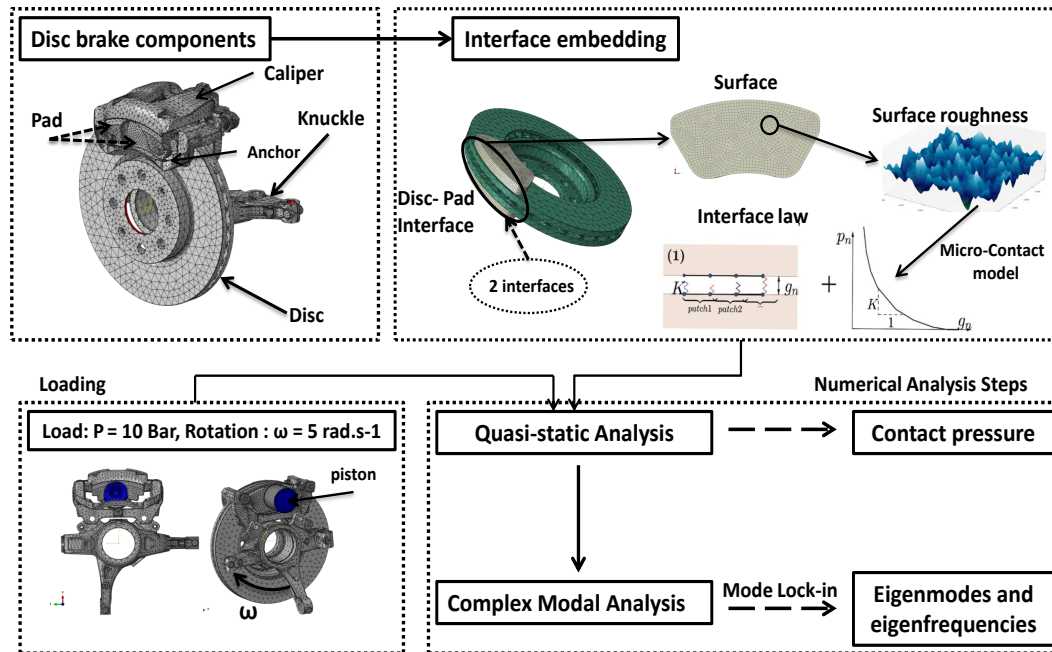 Disc brake components
Caliper
Pad
Knuckle
Anchor
Disc
Interface embedding
Surface
Surface roughness
Disc- Pad
Interface
2 interfaces
Interface law
(1)
K
g_n
patch1
patch2
...
+
p_n
K
1
g_n
Micro-Contact
model
Loading
Load: P = 10 Bar, Rotation : ω = 5 rad.s-1
piston
ω
Numerical Analysis Steps
Quasi-static Analysis
Contact pressure
Complex Modal Analysis
Mode Lock-in
Eigenmodes and
eigenfrequencies